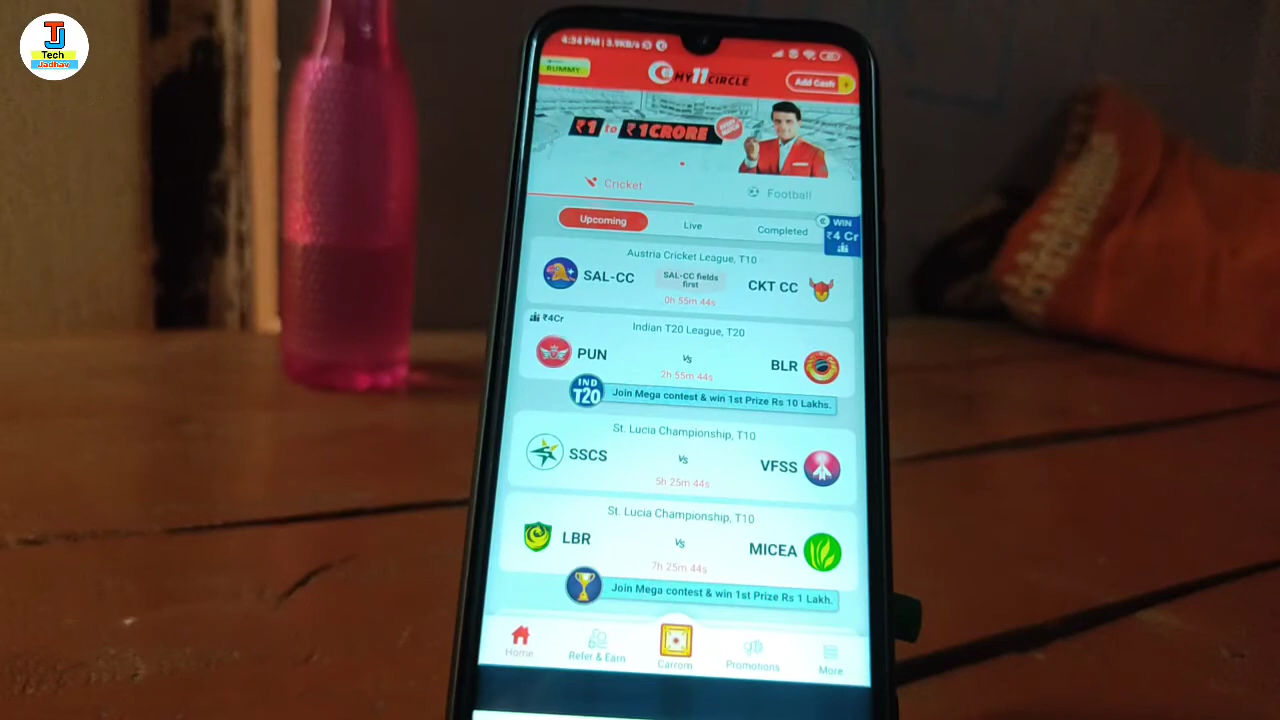 TJ
Tech
Jadhav
4:34 PM | 3.9KB/s
RUMMY
MY11CIRCLE
Add Cash +
₹1 to ₹1CRORE
Cricket
Football
Upcoming
Live
Completed
WIN
₹4 Cr
Austria Cricket League, T10
SAL-CC
SAL-CC fields
first
CKT CC
0h 55m 44s
₹4Cr
Indian T20 League, T20
PUN
Vs
BLR
2h 55m 44s
IND
T20
Join Mega contest & win 1st Prize Rs 10 Lakhs.
St. Lucia Championship, T10
SSCS
Vs
VFSS
5h 25m 44s
St. Lucia Championship, T10
LBR
Vs
MICEA
7h 25m 44s
Join Mega contest & win 1st Prize Rs 1 Lakh.
Home
Refer & Earn
Carrom
Promotions
More